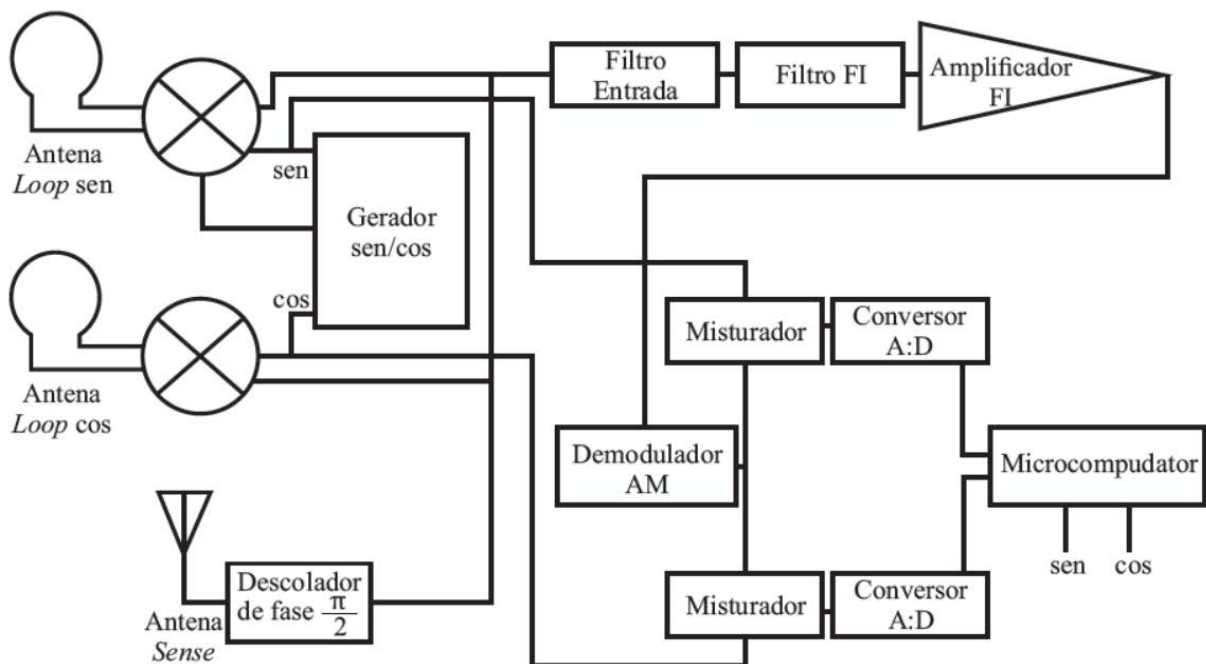 Antena
Loop sen
sen
Gerador
sen/cos
cos
Antena
Loop cos
Antena
Sense
Descolador
de fase π/2
Filtro
Entrada
Filtro FI
Amplificador
FI
Misturador
Conversor
A:D
Demodulador
AM
Microcompudator
sen cos
Misturador
Conversor
A:D